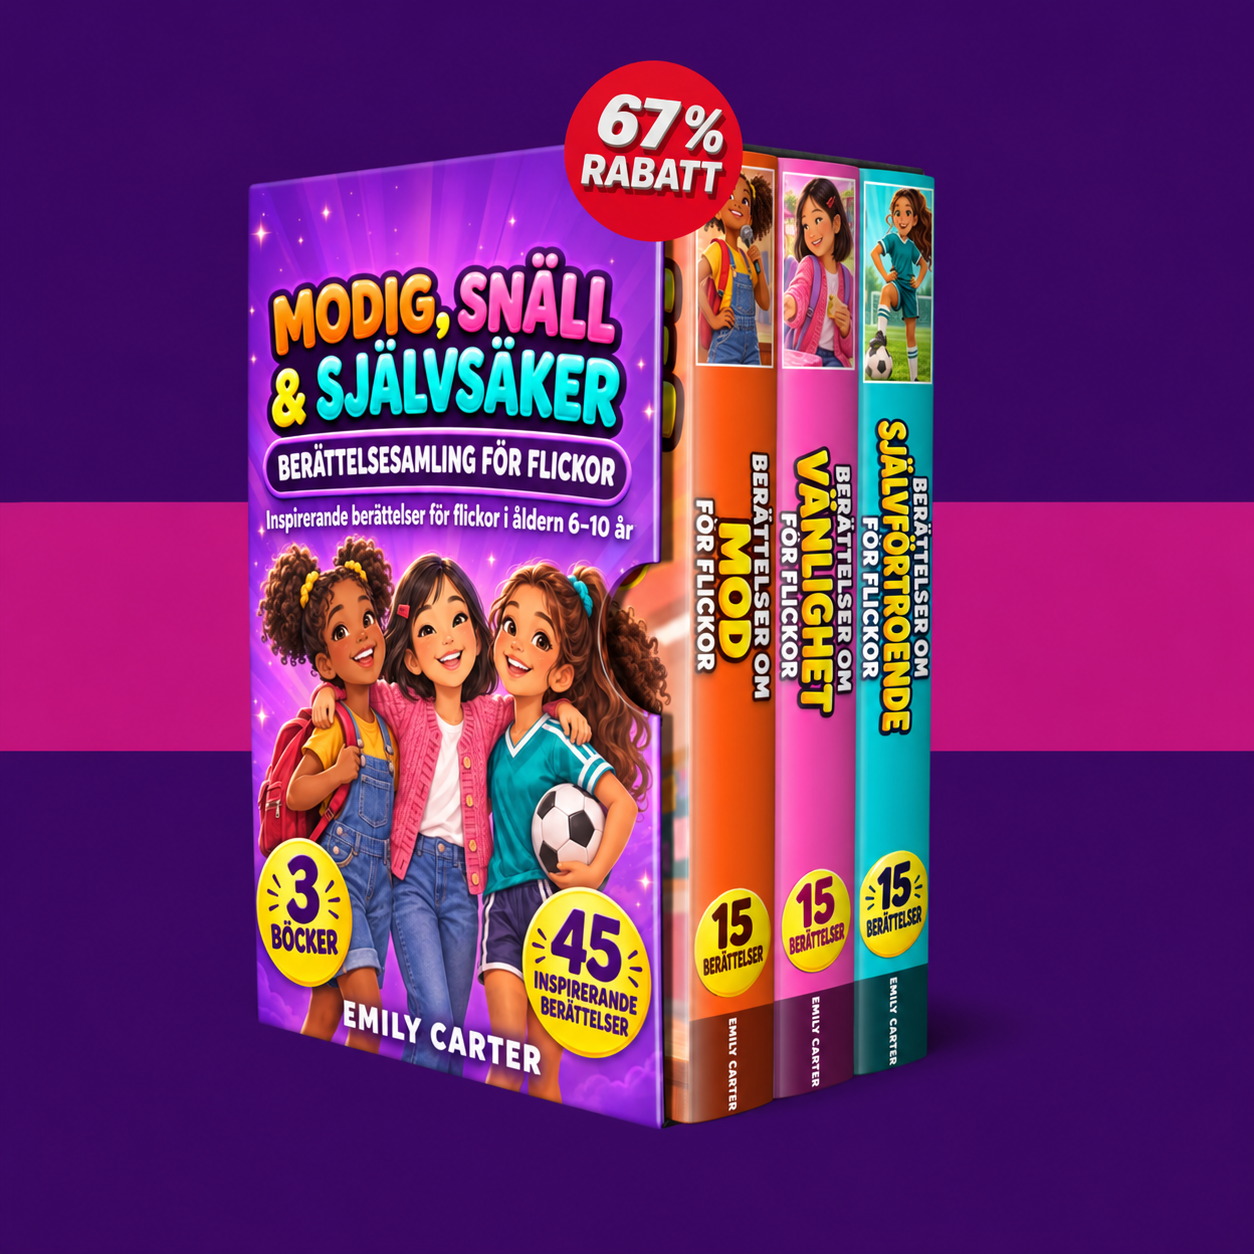 67%
RABATT
MODIG, SNÄLL
& SJÄLVSÄKER
BERÄTTELSESAMLING FÖR FLICKOR
Inspirerande berättelser för flickor i åldern 6–10 år
3
BÖCKER
45
INSPIRERANDE
BERÄTTELSER
EMILY CARTER
BERÄTTELSER OM
MOD
FÖR FLICKOR
15
BERÄTTELSER
EMILY CARTER
BERÄTTELSER OM
VÄNLIGHET
FÖR FLICKOR
15
BERÄTTELSER
EMILY CARTER
BERÄTTELSER OM
SJÄLVFÖRTROENDE
FÖR FLICKOR
15
BERÄTTELSER
EMILY CARTER